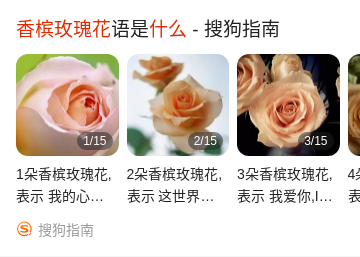 香槟玫瑰花语是什么 - 搜狗指南
1/15
2/15
3/15
1朵香槟玫瑰花,
表示 我的心…
2朵香槟玫瑰花,
表示 这世界…
3朵香槟玫瑰花,
表示 我爱你,I…
4
表
搜狗指南